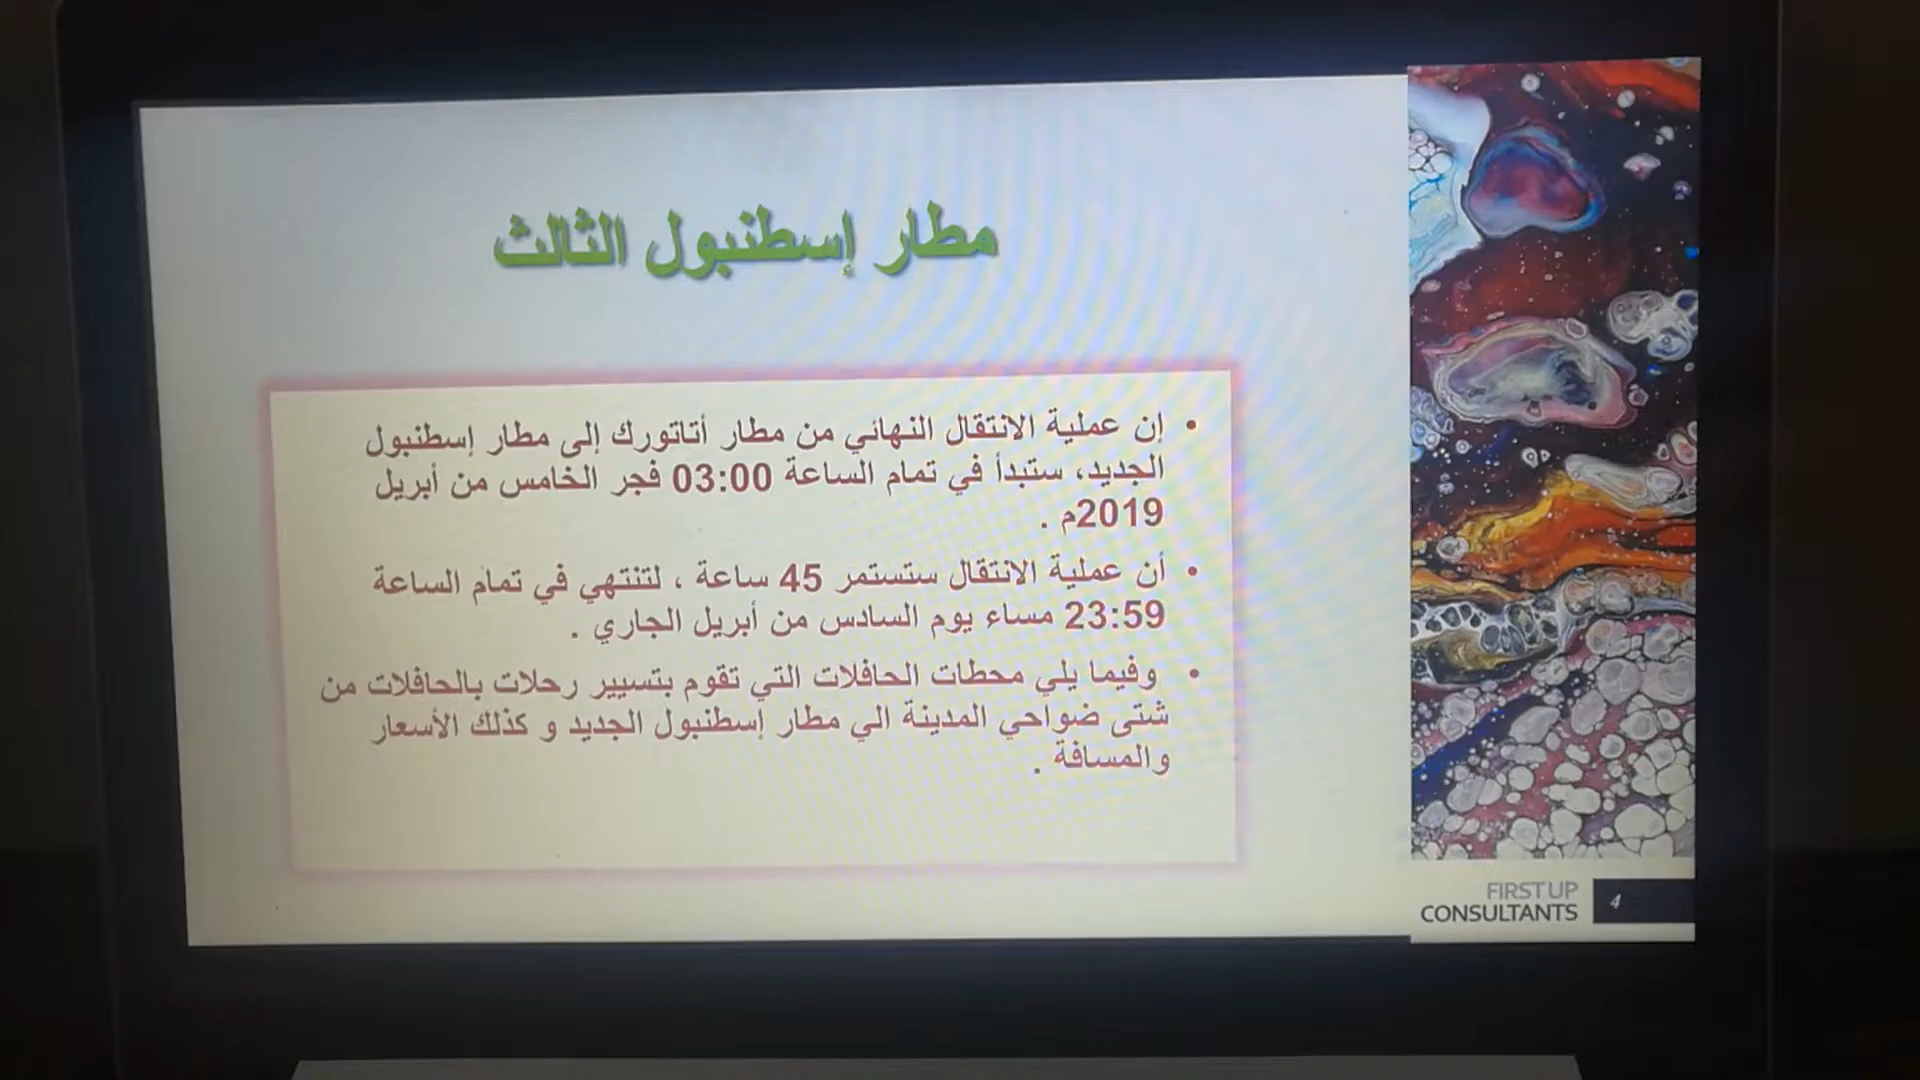 مطار إسطنبول الثالث
• إن عملية الانتقال النهائي من مطار أتاتورك إلى مطار إسطنبول
الجديد، ستبدأ في تمام الساعة 03:00 فجر الخامس من أبريل
2019م .
• أن عملية الانتقال ستستمر 45 ساعة ، لتنتهي في تمام الساعة
23:59 مساء يوم السادس من أبريل الجاري .
• وفيما يلي محطات الحافلات التي تقوم بتسيير رحلات بالحافلات من
شتى ضواحي المدينة الي مطار إسطنبول الجديد و كذلك الأسعار
والمسافة .
FIRST UP
CONSULTANTS
4